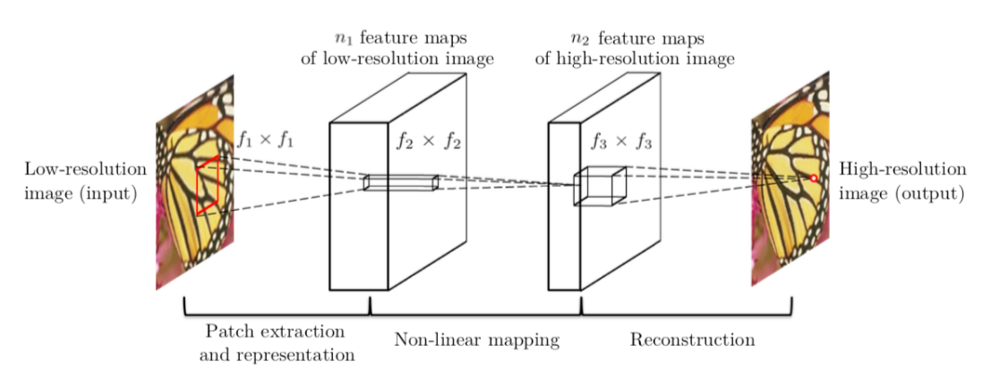 n₁ feature maps
of low-resolution image
n₂ feature maps
of high-resolution image
f₁ × f₁
f₂ × f₂
f₃ × f₃
Low-resolution
image (input)
High-resolution
image (output)
Patch extraction
and representation
Non-linear mapping
Reconstruction